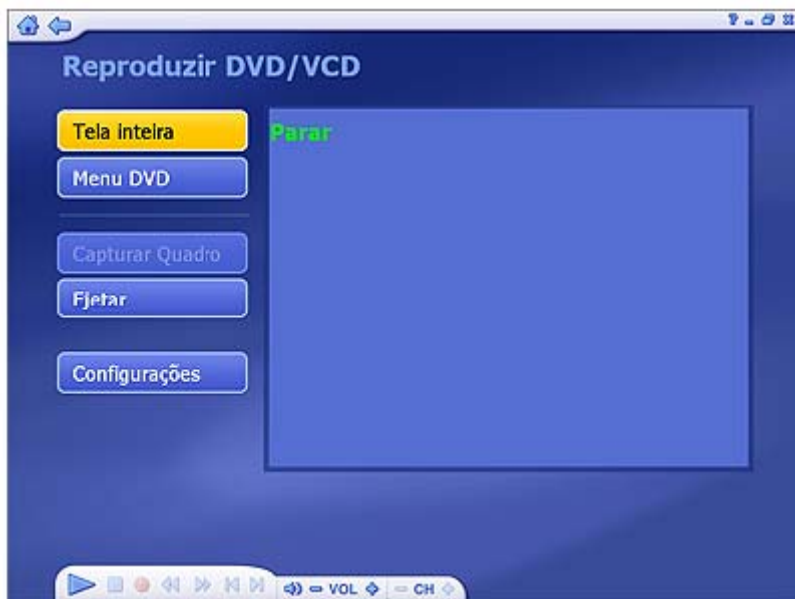 Reproduzir DVD/VCD
Tela inteira
Parar
Menu DVD
Capturar Quadro
Ejetar
Configurações
VOL
CH